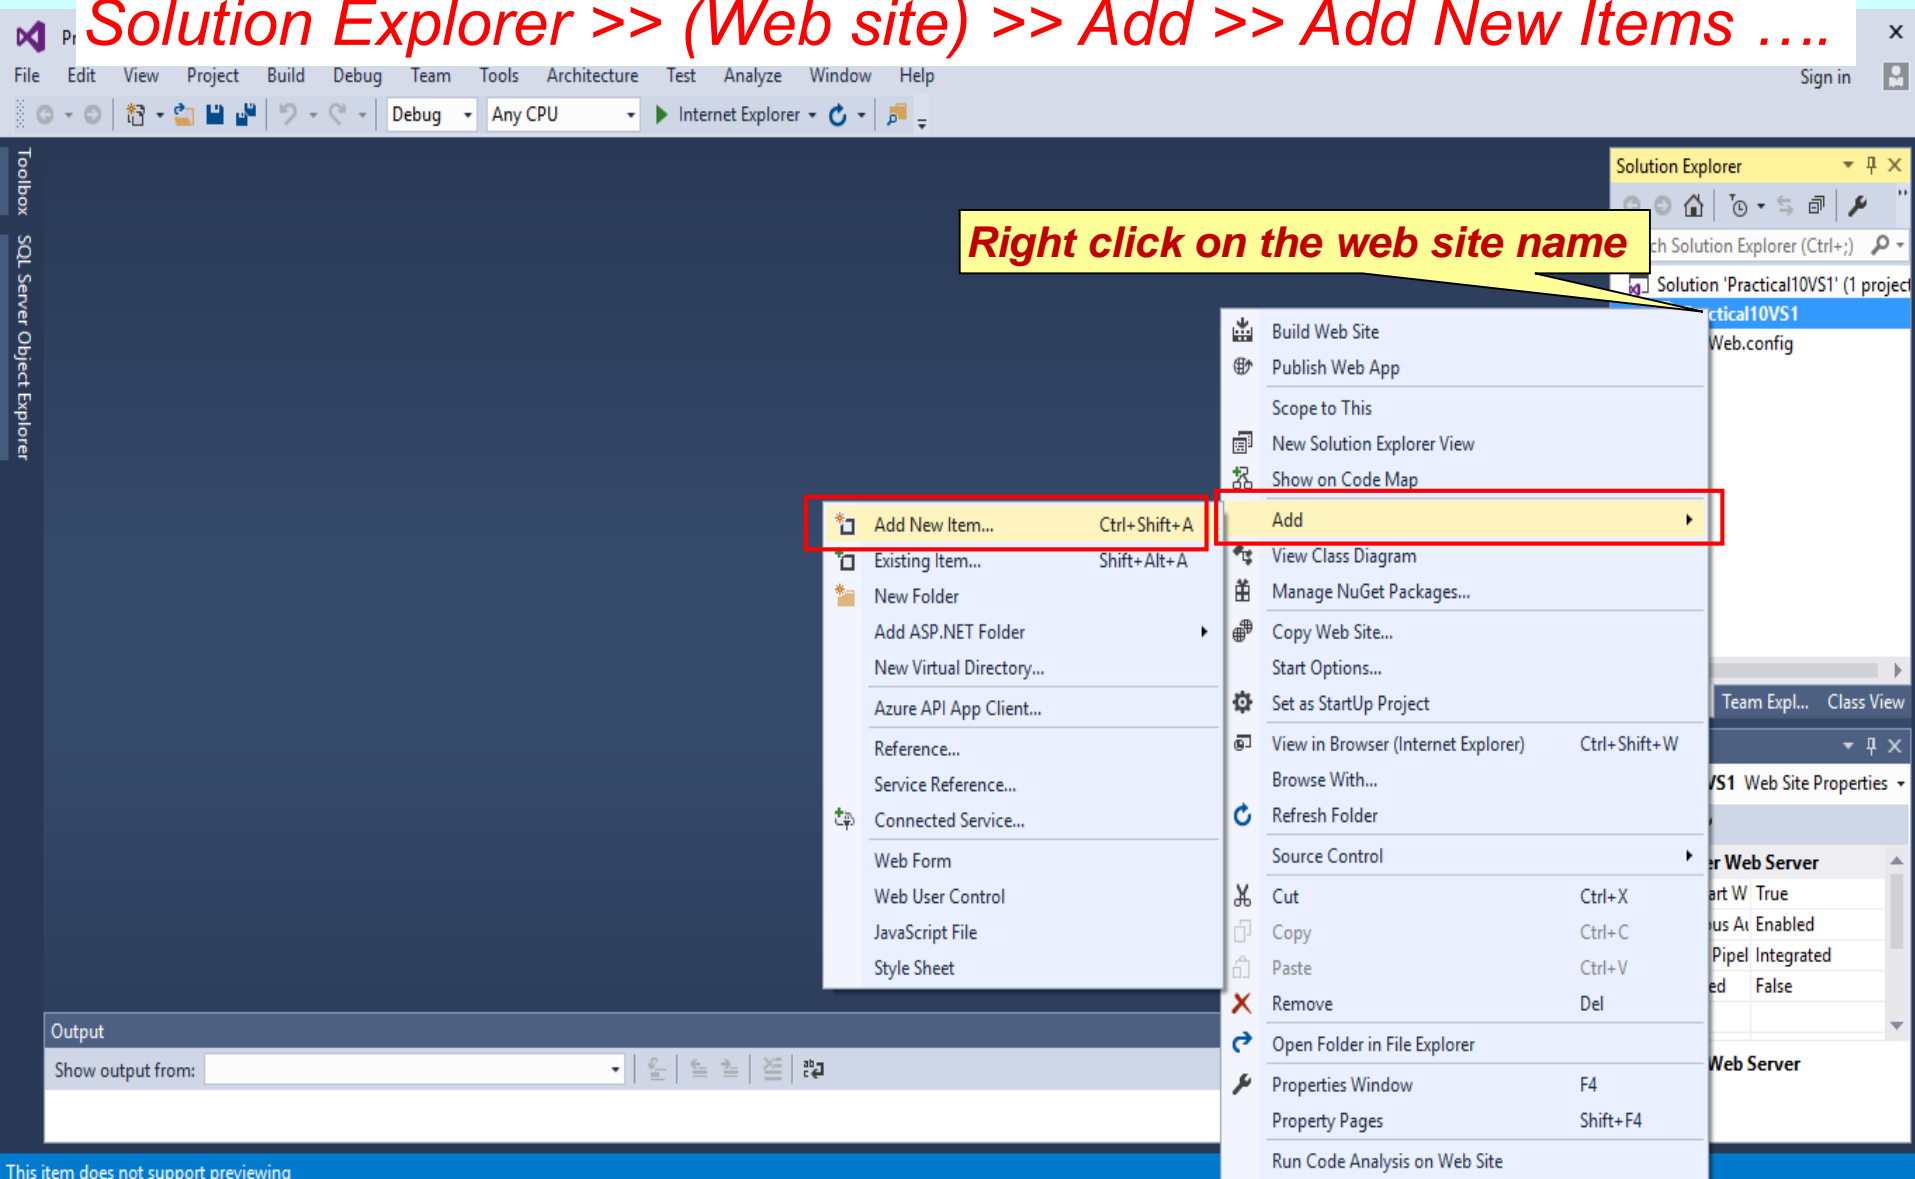 Solution Explorer >> (Web site) >> Add >> Add New Items ….
File Edit View Project Build Debug Team Tools Architecture Test Analyze Window Help Sign in
Debug Any CPU Internet Explorer
Toolbox
SQL Server Object Explorer
Solution Explorer
Right click on the web site name
Solution Explorer (Ctrl+;)
Solution 'Practical10VS1' (1 project
Web.config
Build Web Site
Publish Web App
Scope to This
New Solution Explorer View
Show on Code Map
Add
View Class Diagram
Manage NuGet Packages...
Copy Web Site...
Start Options...
Set as StartUp Project
View in Browser (Internet Explorer) Ctrl+Shift+W
Browse With...
Refresh Folder
Source Control
Cut Ctrl+X
Copy Ctrl+C
Paste Ctrl+V
Remove Del
Open Folder in File Explorer
Properties Window F4
Property Pages Shift+F4
Run Code Analysis on Web Site
Add New Item... Ctrl+Shift+A
Existing Item... Shift+Alt+A
New Folder
Add ASP.NET Folder
New Virtual Directory...
Azure API App Client...
Reference...
Service Reference...
Connected Service...
Web Form
Web User Control
JavaScript File
Style Sheet
Team Expl... Class View
VS1 Web Site Properties
Web Server
True
Enabled
Pipel Integrated
False
Web Server
Output
Show output from:
This item does not support previewing